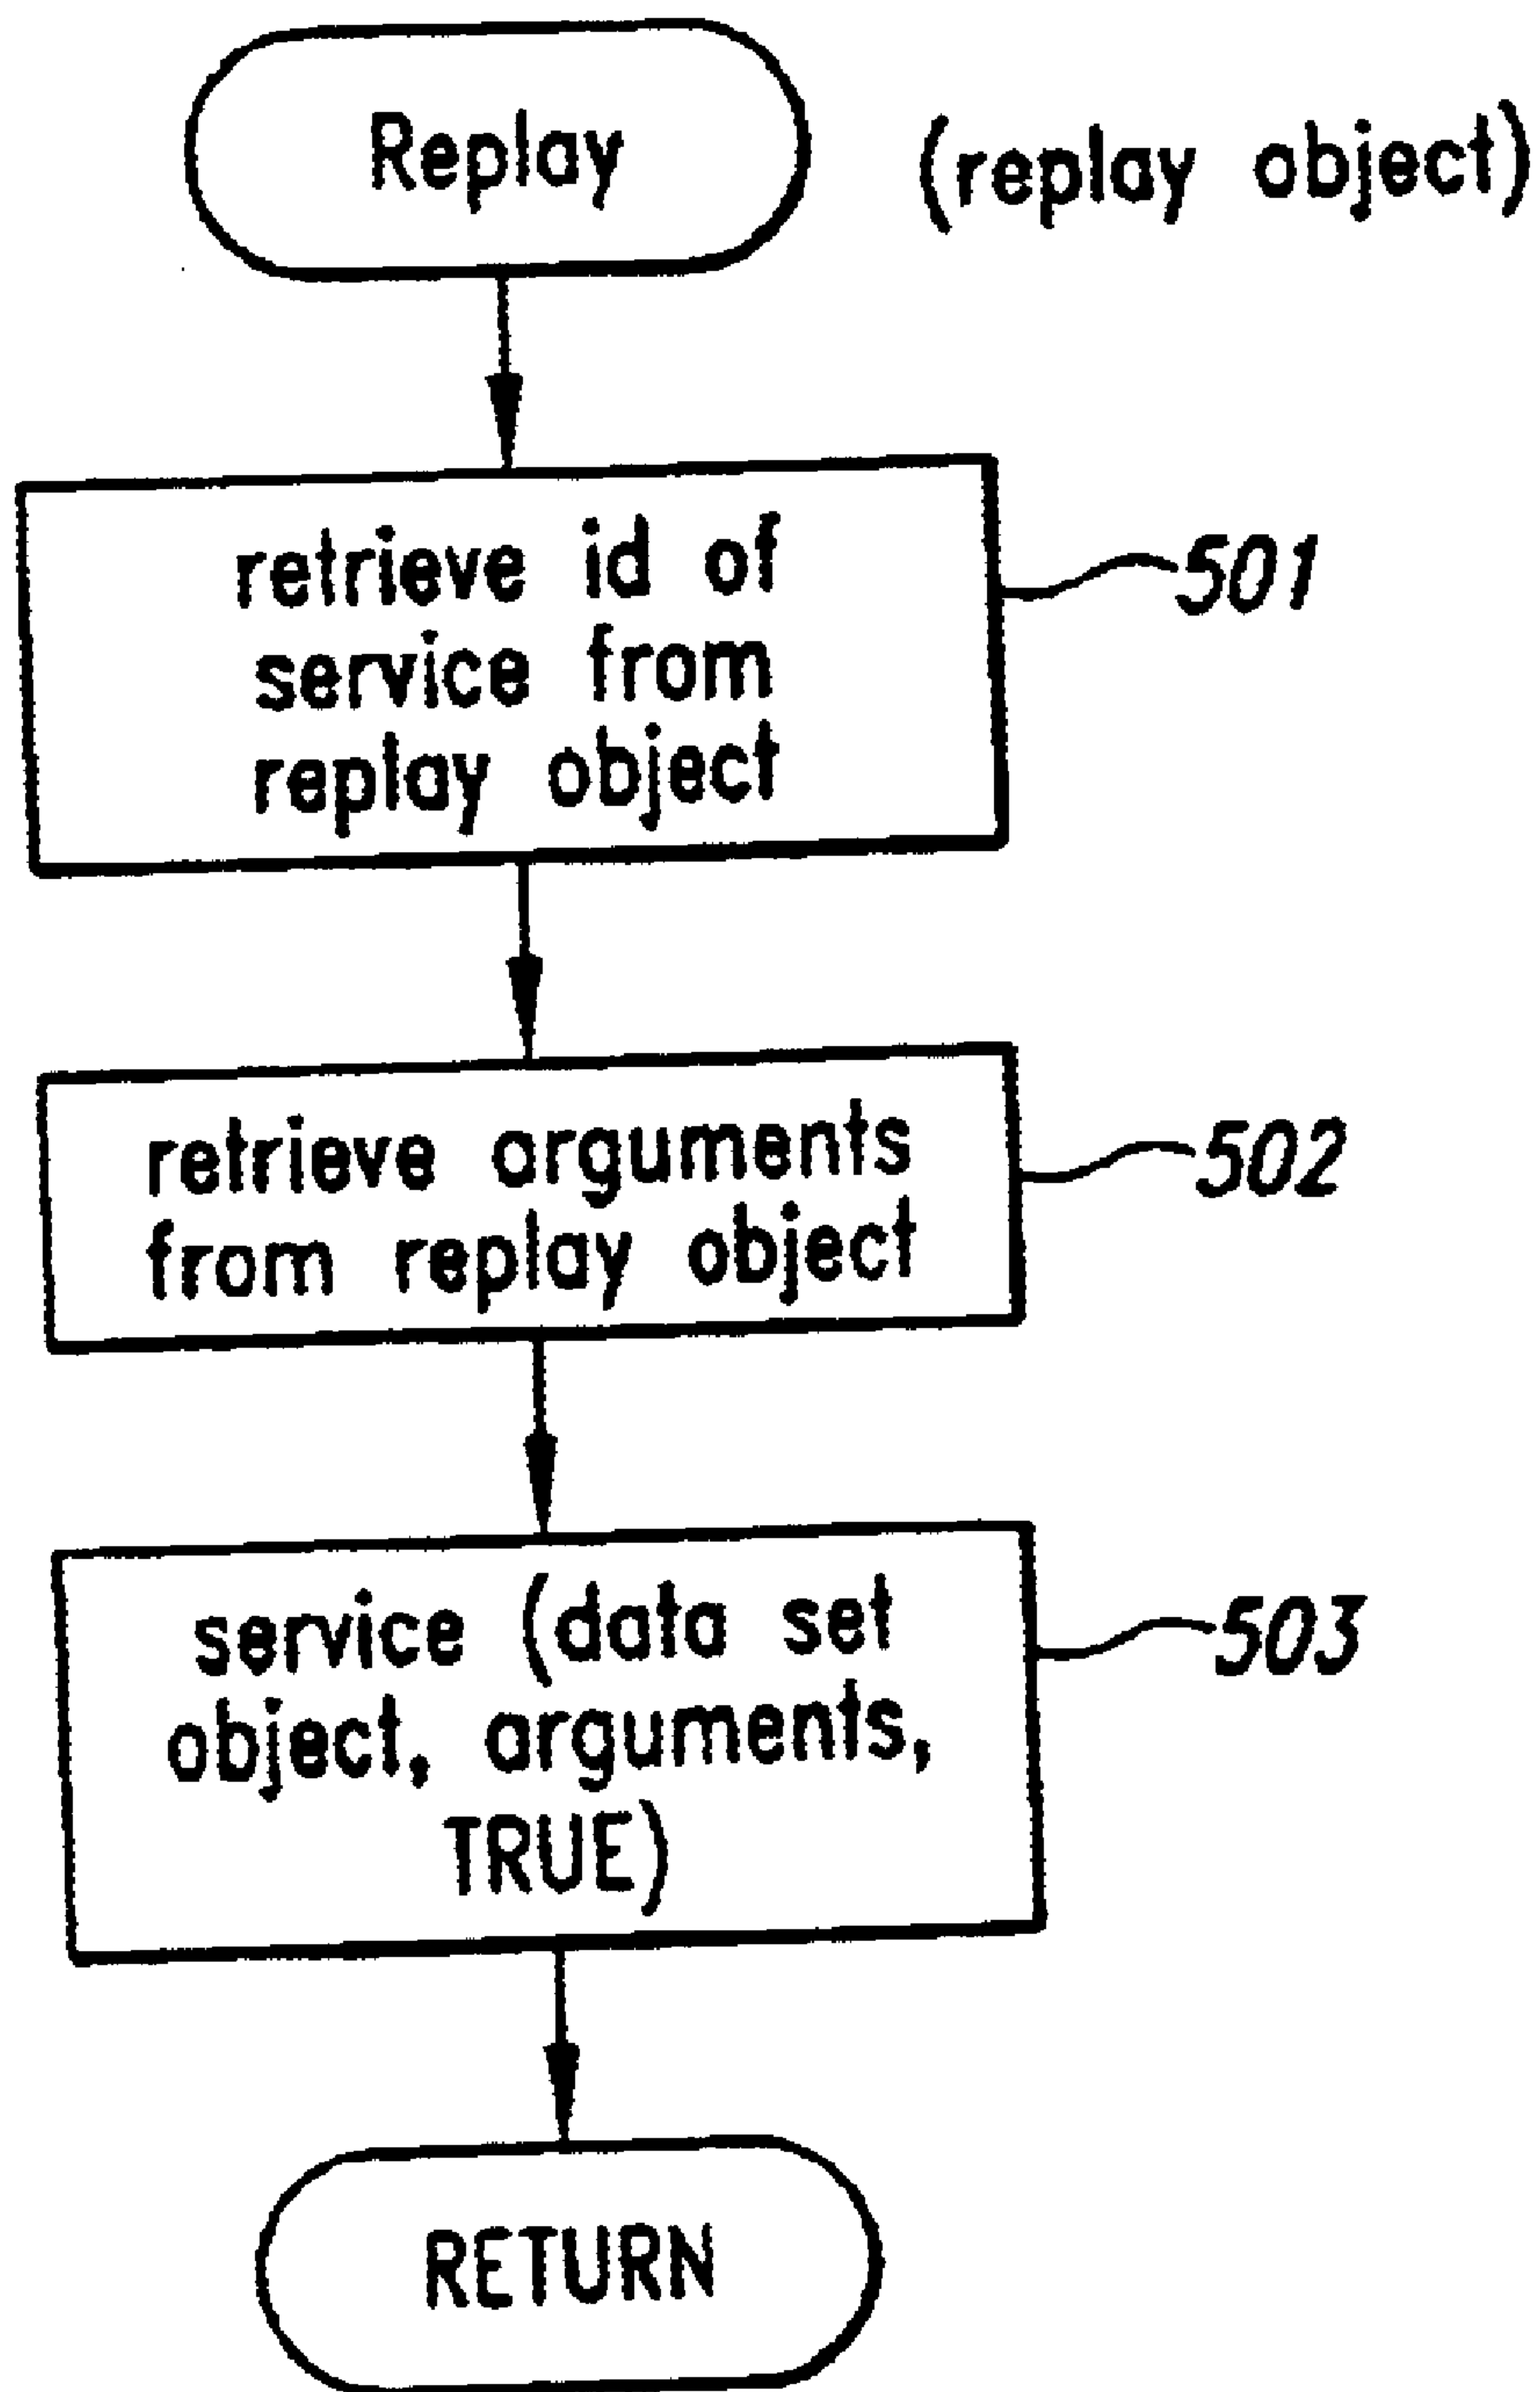 Replay
(replay object)
retrieve id of
service from
replay object
501
retrieve arguments
from replay object
502
service (data set
object, arguments,
TRUE)
503
RETURN